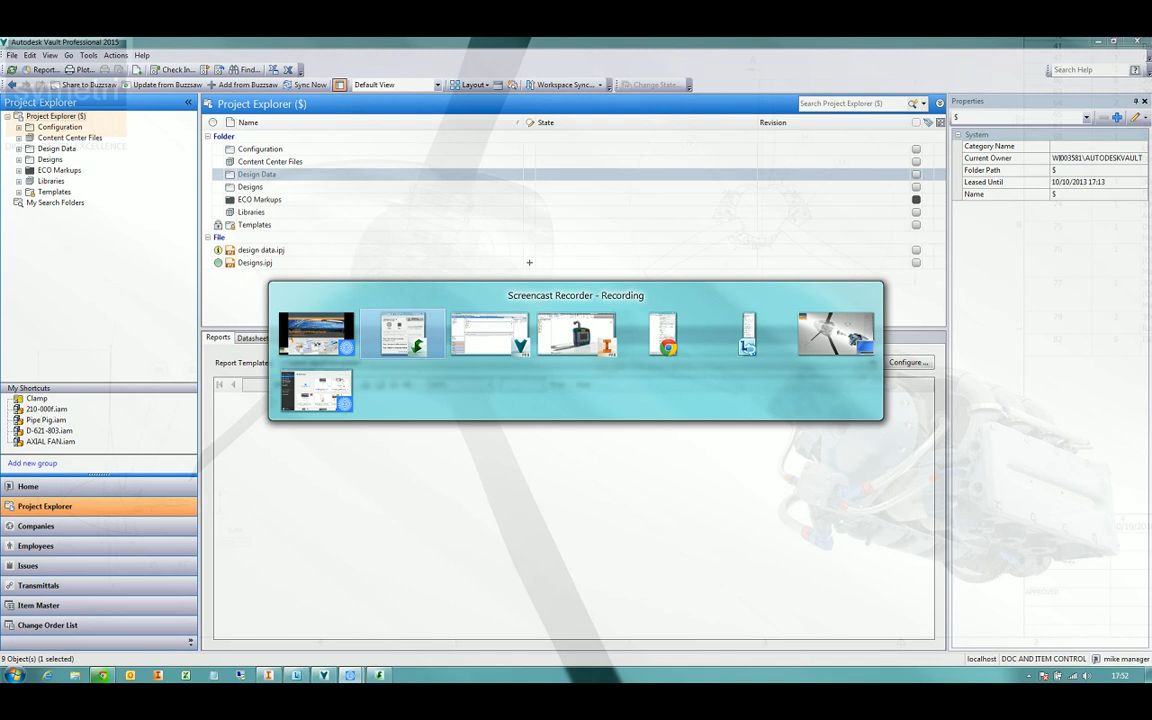 Autodesk Vault Professional 2015
File Edit View Go Tools Actions Help
Report... Plot... Check In... Find... Search Help
Share to Buzzsaw Update from Buzzsaw Add from Buzzsaw Sync Now Default View Layout Workspace Sync... Change State...
Project Explorer
Project Explorer ($)
Configuration
Content Center Files
Design Data
Designs
ECO Markups
Libraries
Templates
My Search Folders
My Shortcuts
Clamp
210-000f.iam
Pipe Pig.iam
D-621-803.iam
AXIAL FAN.iam
Add new group
Home
Project Explorer
Companies
Employees
Issues
Transmittals
Item Master
Change Order List
Project Explorer ($) Search Project Explorer ($)
Name State Revision
Folder
Configuration
Content Center Files
Design Data
Designs
ECO Markups
Libraries
Templates
File
design data.ipj
Designs.ipj
Screencast Recorder - Recording
Reports Datasheet
Report Template Configure...
Properties
$
System
Category Name
Current Owner WI003581\AUTODESKVAULT
Folder Path $
Leased Until 10/10/2013 17:13
Name $
9 Object(s) (1 selected) localhost DOC AND ITEM CONTROL mike manager
17:52